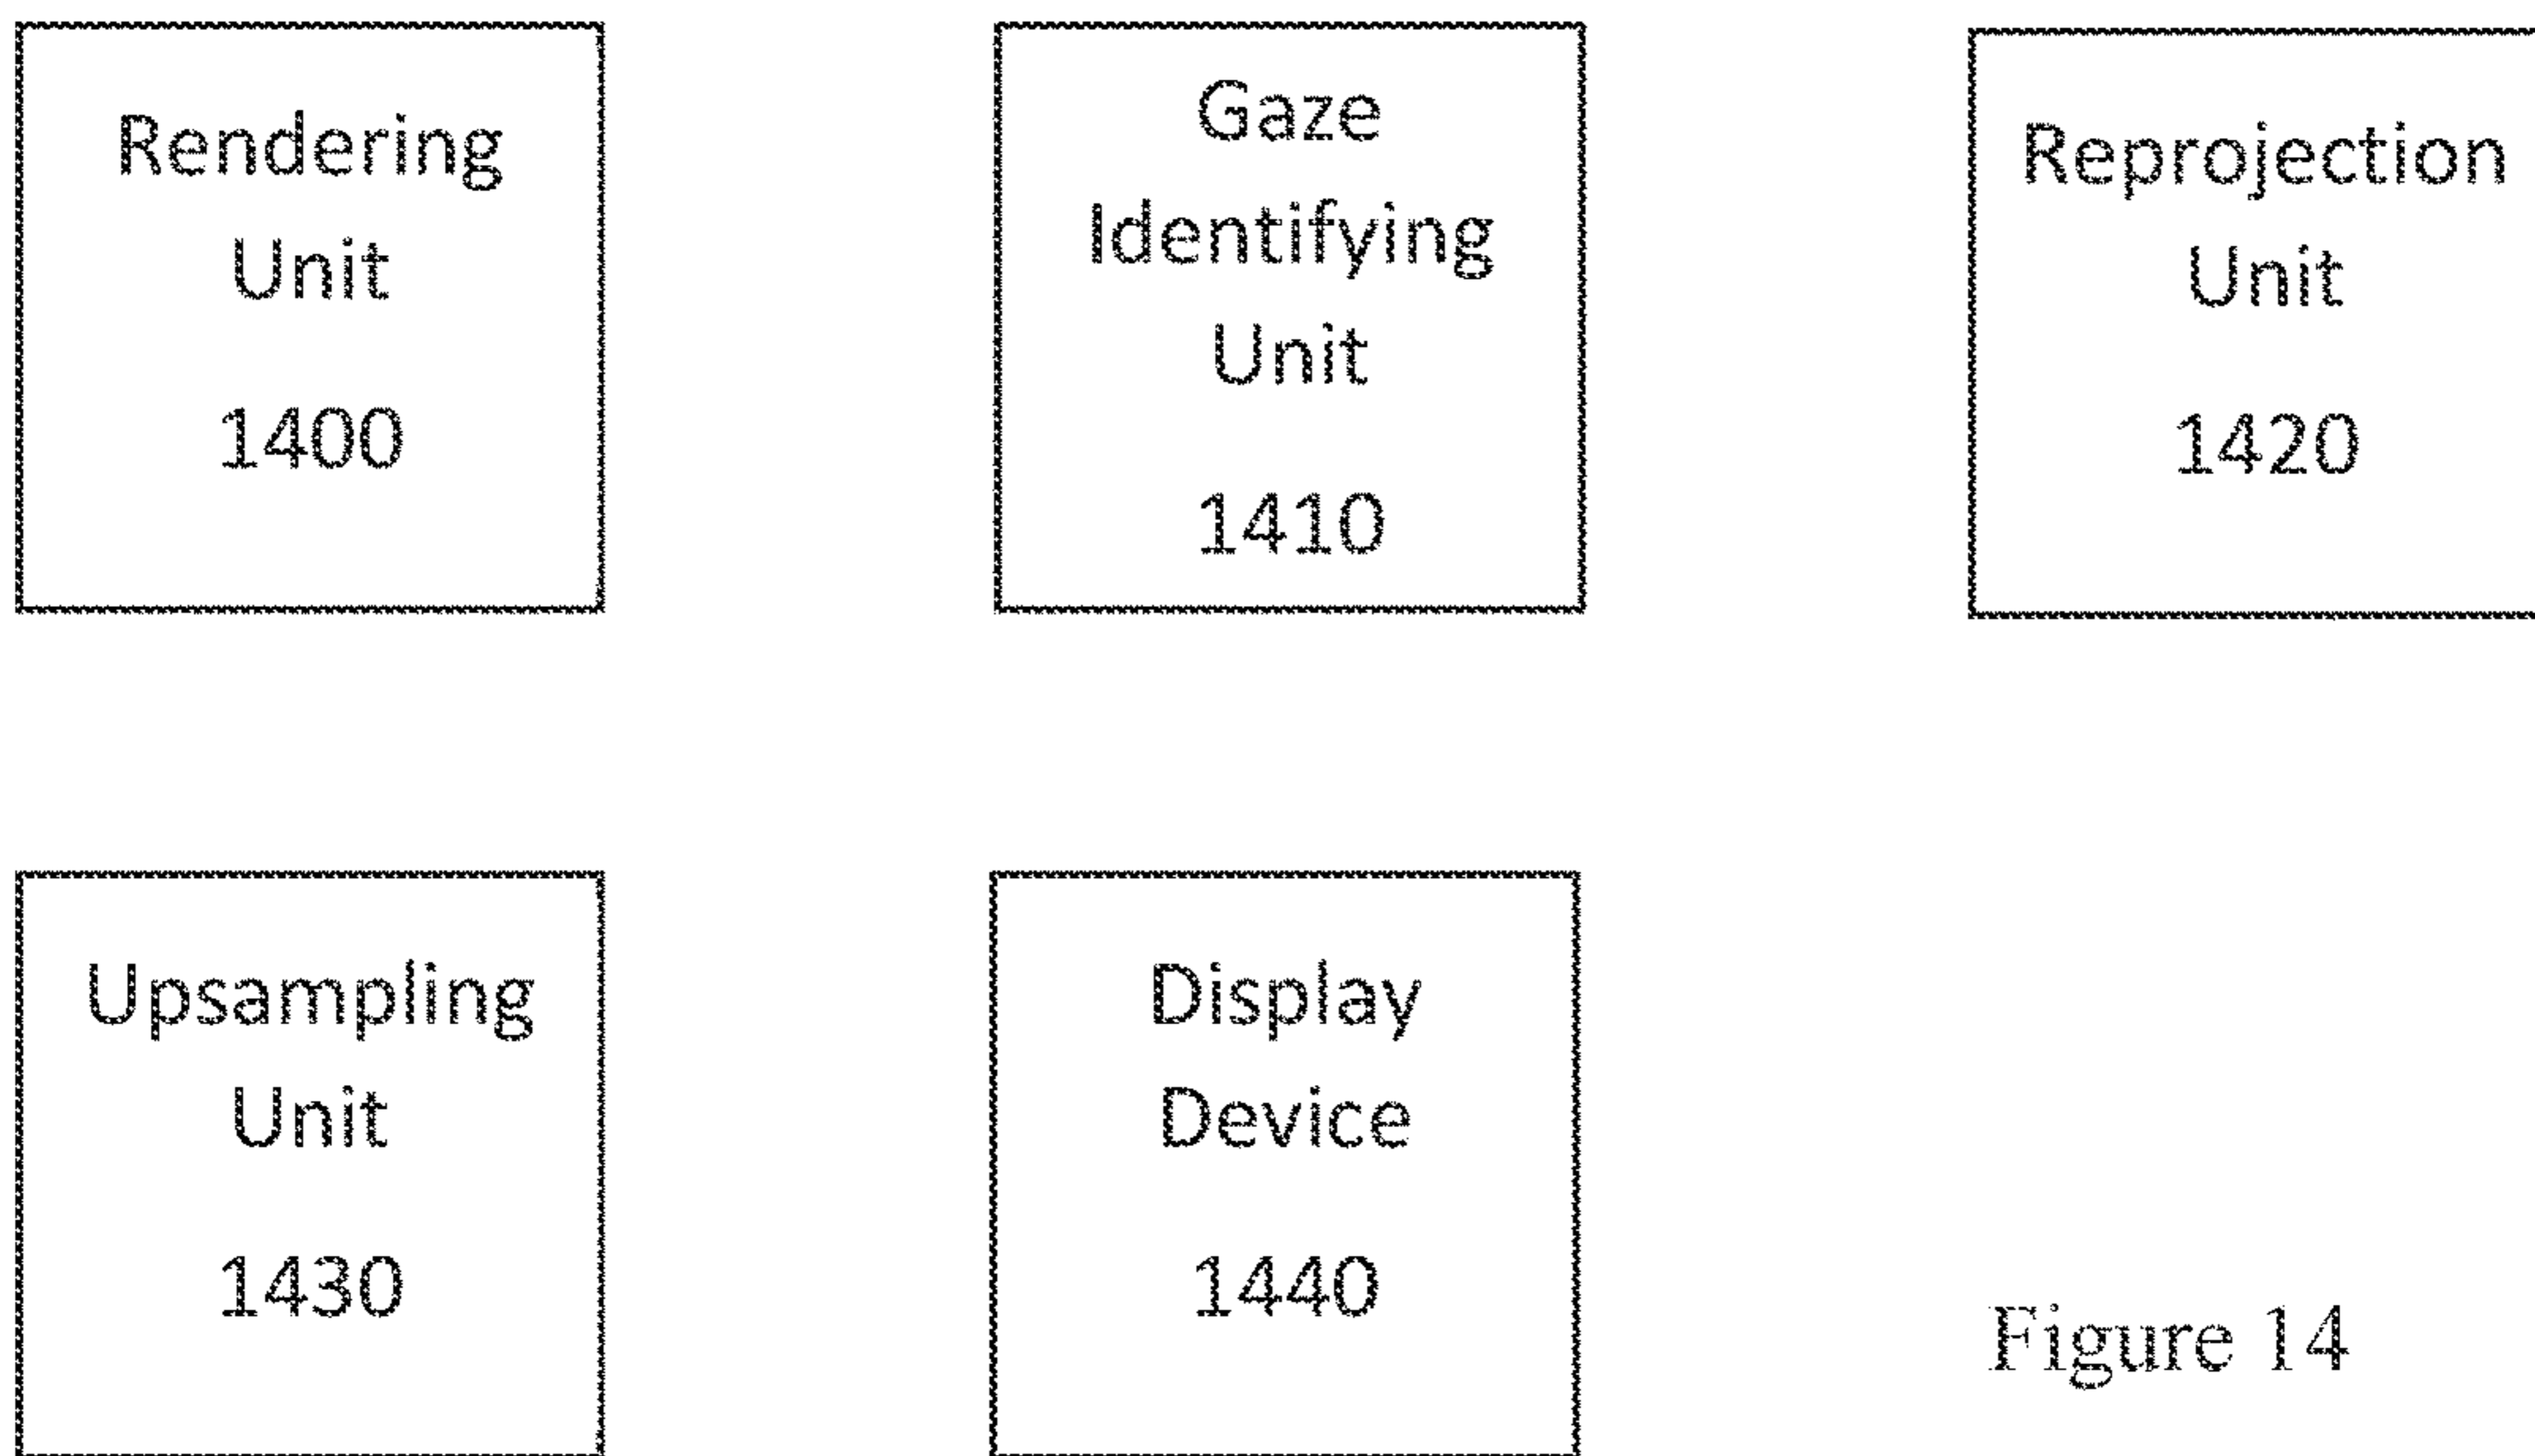 Rendering
Unit
1400
Gaze
Identifying
Unit
1410
Reprojection
Unit
1420
Upsampling
Unit
1430
Display
Device
1440
Figure 14